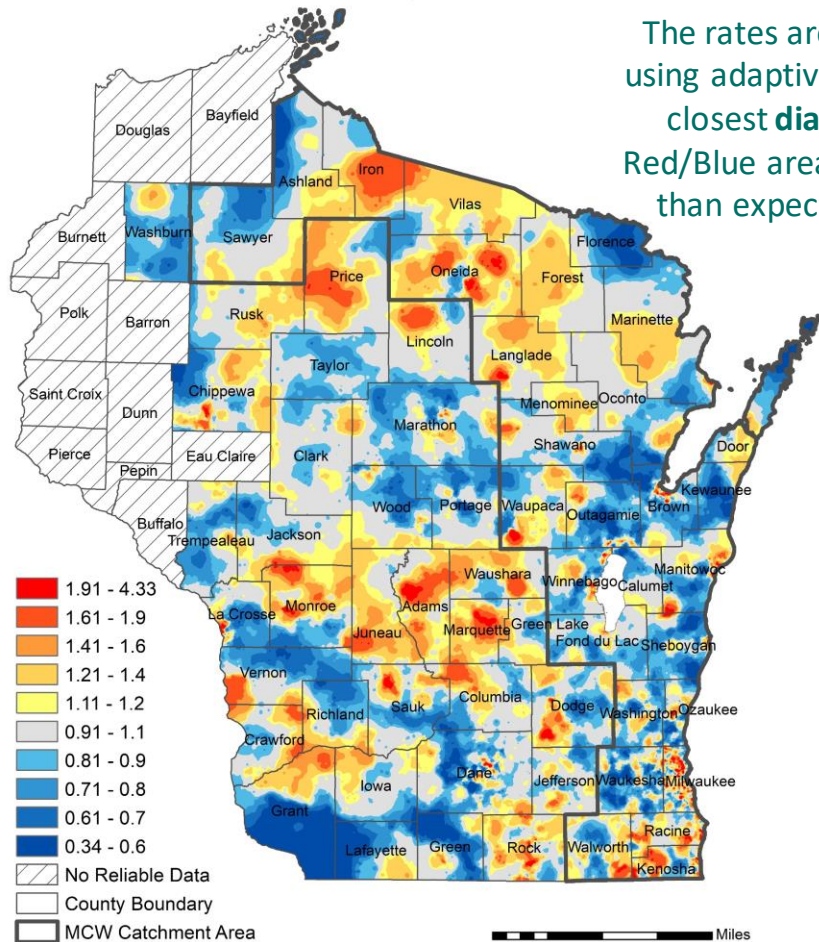 The rates are
using adaptive
closest dia
Red/Blue area
than expec
Bayfield
Douglas
Iron
Ashland
Vilas
Burnett
Washburn
Sawyer
Florence
Price
Oneida
Forest
Polk
Barron
Rusk
Marinette
Lincoln
Langlade
Taylor
Saint Croix
Chippewa
Oconto
Dunn
Menominee
Marathon
Shawano
Door
Pierce
Eau Claire
Clark
Pepin
Kewaunee
Wood
Portage
Waupaca
Brown
Buffalo
Outagamie
Trempealeau
Jackson
Waushara
Manitowoc
Winnebago
Calumet
La Crosse
Monroe
Adams
Juneau
Marquette
Green Lake
Fond du Lac
Sheboygan
Vernon
Columbia
Dodge
Richland
Sauk
Washington
Ozaukee
Crawford
Dane
Iowa
Jefferson
Waukesha
Milwaukee
Grant
Racine
Lafayette
Green
Rock
Walworth
Kenosha
1.91 - 4.33
1.61 - 1.9
1.41 - 1.6
1.21 - 1.4
1.11 - 1.2
0.91 - 1.1
0.81 - 0.9
0.71 - 0.8
0.61 - 0.7
0.34 - 0.6
No Reliable Data
County Boundary
MCW Catchment Area
Miles